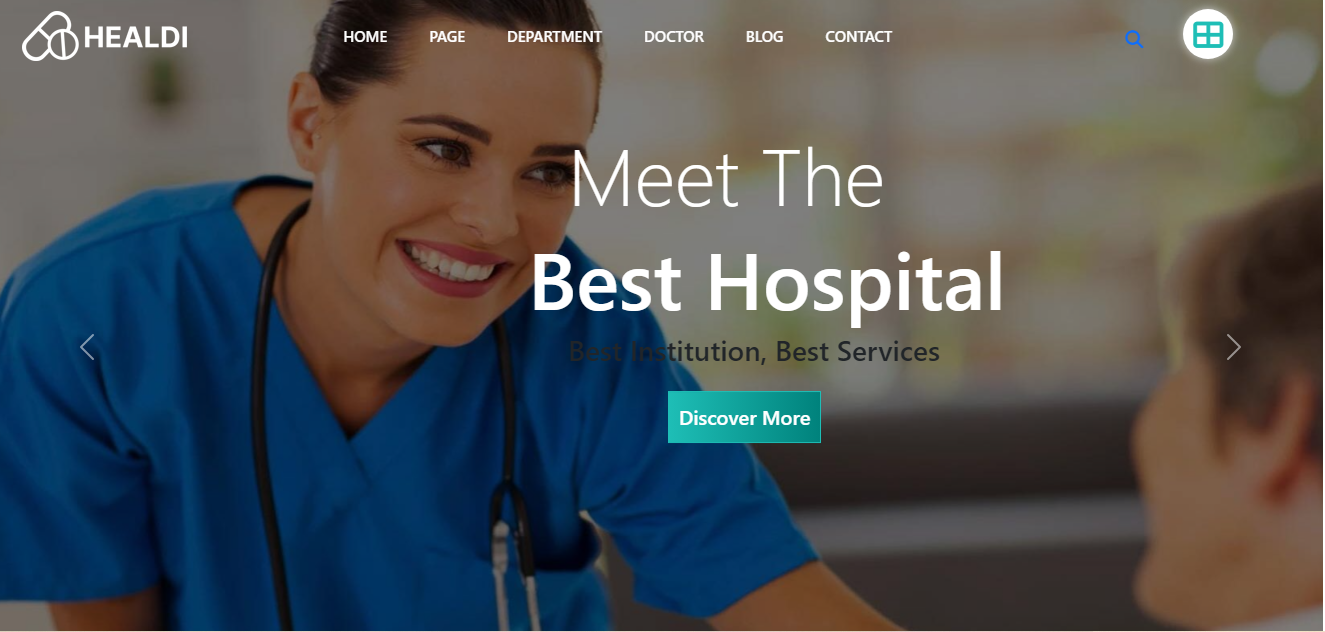 HEALDI
HOME PAGE DEPARTMENT DOCTOR BLOG CONTACT
Meet The
Best Hospital
Best Institution, Best Services
Discover More